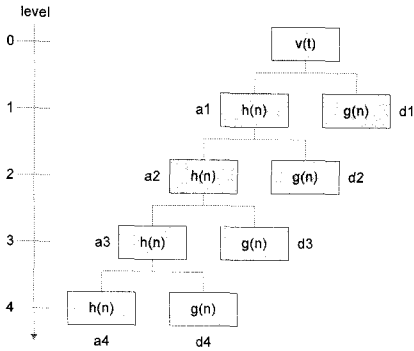 level
0 v(t)
1 a1 h(n) g(n) d1
2 a2 h(n) g(n) d2
3 a3 h(n) g(n) d3
4 h(n) g(n)
a4 d4